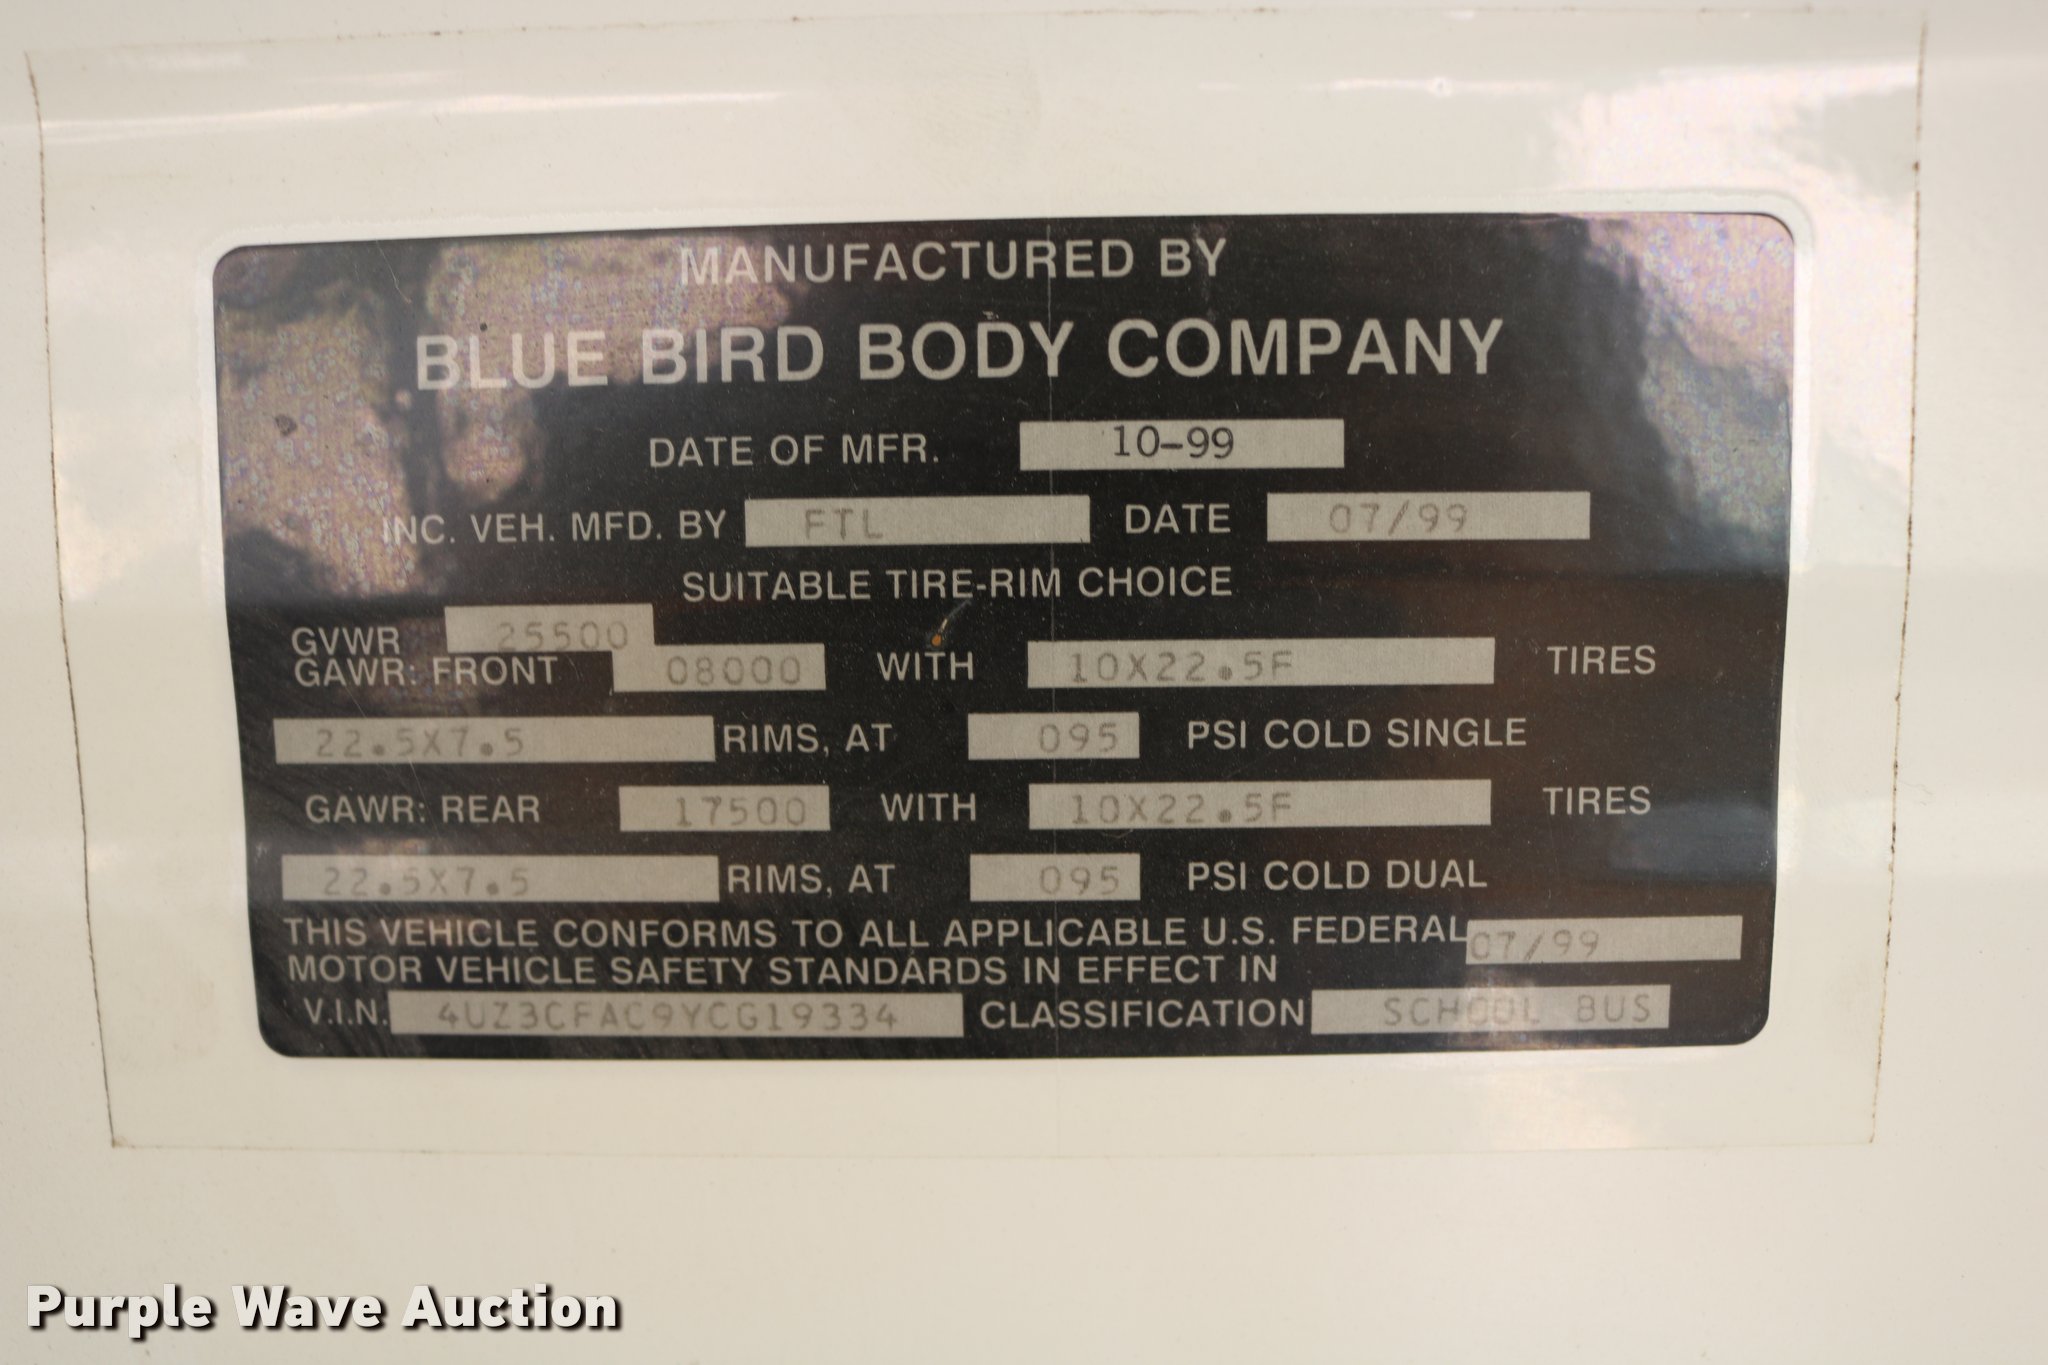 MANUFACTURED BY
BLUE BIRD BODY COMPANY
DATE OF MFR. 10-99
INC. VEH. MFD. BY FTL DATE 07/99
SUITABLE TIRE-RIM CHOICE
GVWR 25500
GAWR: FRONT 08000 WITH 10X22.5F TIRES
22.5X7.5 RIMS, AT 095 PSI COLD SINGLE
GAWR: REAR 17500 WITH 10X22.5F TIRES
22.5X7.5 RIMS, AT 095 PSI COLD DUAL
THIS VEHICLE CONFORMS TO ALL APPLICABLE U.S. FEDERAL
MOTOR VEHICLE SAFETY STANDARDS IN EFFECT IN 07/99
V.I.N. 4UZ3CFAC9YCG19334 CLASSIFICATION SCHOOL BUS
Purple Wave Auction